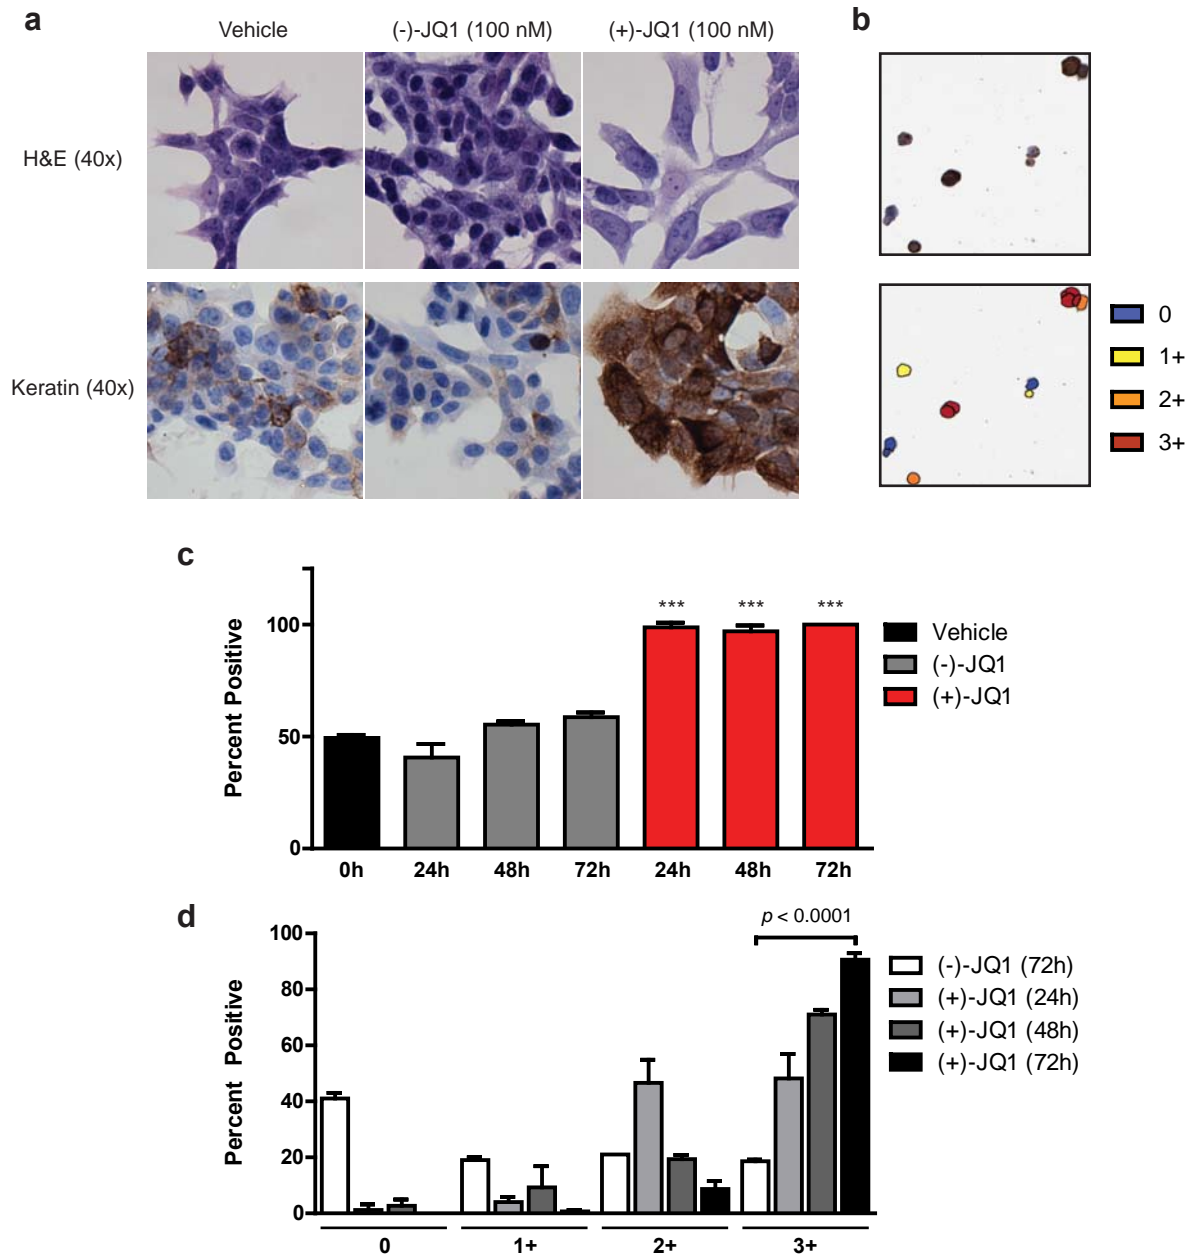 a
b
Vehicle
(-)-JQ1 (100 nM)
(+)-JQ1 (100 nM)
H&E (40x)
Keratin (40x)
0
1+
2+
3+
c
Percent Positive
100
50
0
***
***
***
0h
24h
48h
72h
24h
48h
72h
Vehicle
(-)-JQ1
(+)-JQ1
d
Percent Positive
100
80
60
40
20
0
p < 0.0001
0
1+
2+
3+
(-)-JQ1 (72h)
(+)-JQ1 (24h)
(+)-JQ1 (48h)
(+)-JQ1 (72h)